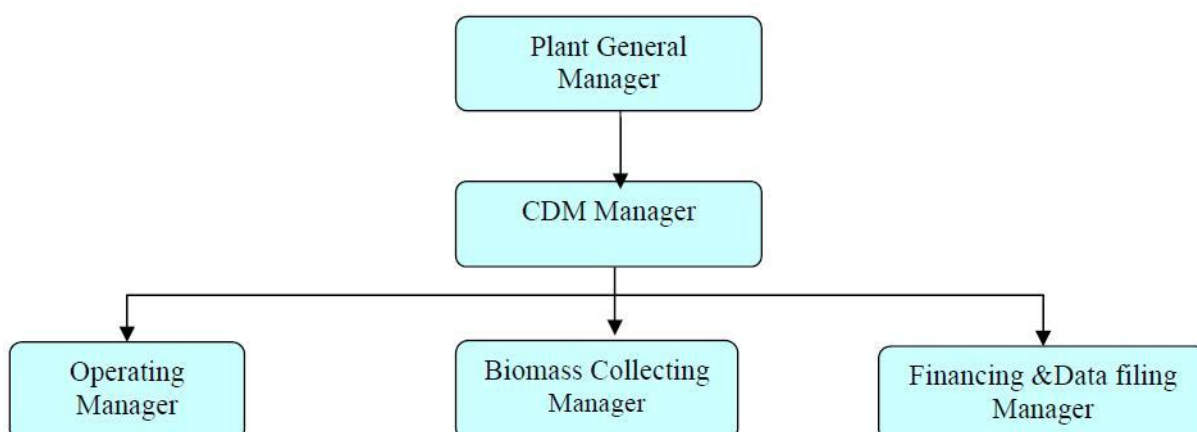 Plant General
Manager
CDM Manager
Operating
Manager
Biomass Collecting
Manager
Financing &Data filing
Manager